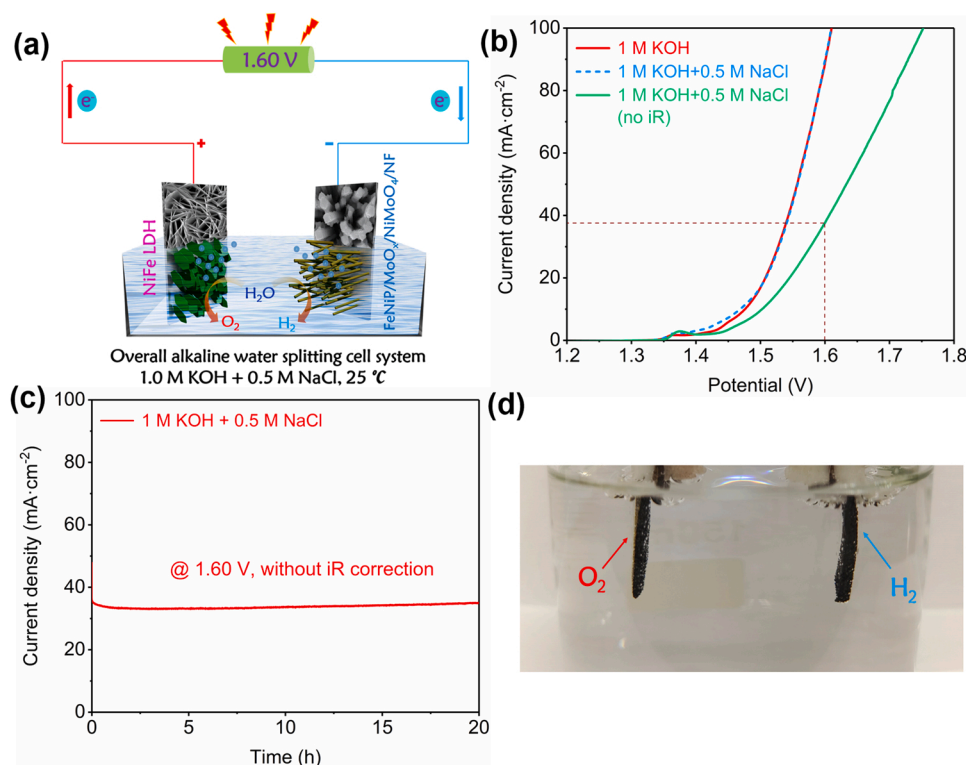 (a)
1.60 V
e⁻
e⁻
+
-
NiFe LDH
FeNiP/MoOₓ/NiMoO₄/NF
H₂O
O₂
H₂
Overall alkaline water splitting cell system
1.0 M KOH + 0.5 M NaCl, 25 ℃
(b)
1 M KOH
1 M KOH+0.5 M NaCl
1 M KOH+0.5 M NaCl
(no iR)
Current density (mA·cm⁻²)
100
80
60
40
20
0
1.2 1.3 1.4 1.5 1.6 1.7 1.8
Potential (V)
(c)
1 M KOH + 0.5 M NaCl
@ 1.60 V, without iR correction
Current density (mA·cm⁻²)
100
80
60
40
20
0
0 5 10 15 20
Time (h)
(d)
O₂
H₂